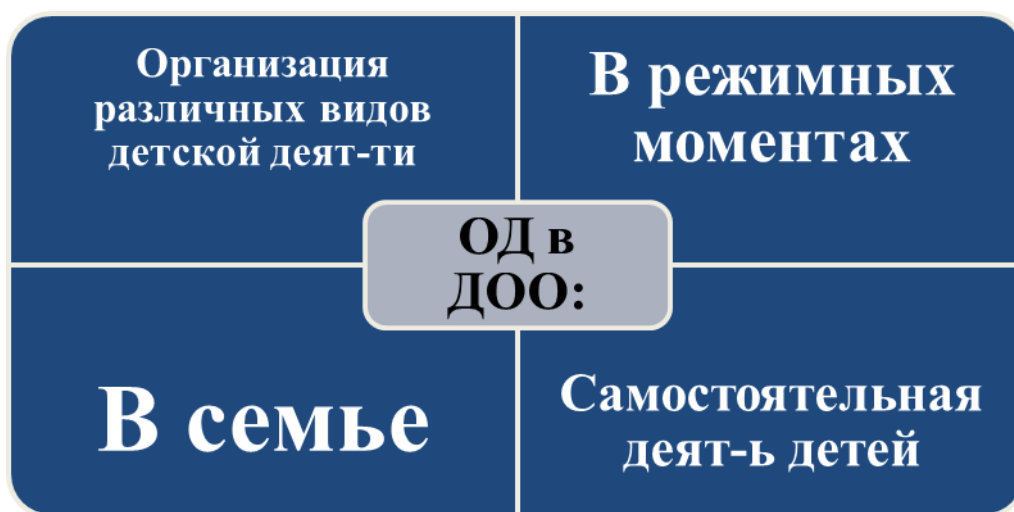 Организация
различных видов
детской деят-ти
В режимных
моментах
ОД в
ДОО:
В семье
Самостоятельная
деят-ь детей